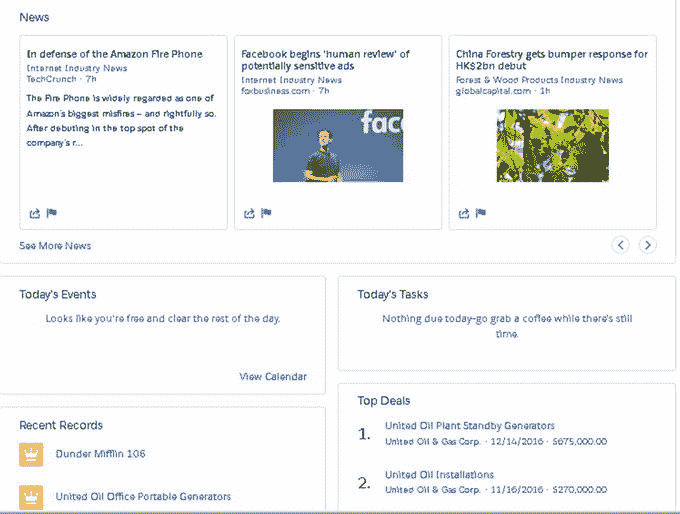 News
In defense of the Amazon Fire Phone
Internet Industry News
TechCrunch · 7h
The Fire Phone is widely regarded as one of
Amazon's biggest misfires – and rightfully so.
After debuting in the top spot of the
company's r...
Facebook begins 'human review' of
potentially sensitive ads
Internet Industry News
foxbusiness.com · 7h
fac
China Forestry gets bumper response for
HK$2bn debut
Forest & Wood Products Industry News
globalcapital.com · 1h
See More News
Today's Events
Looks like you're free and clear the rest of the day.
View Calendar
Today's Tasks
Nothing due today–go grab a coffee while there's still
time.
Recent Records
Dunder Mifflin 106
United Oil Office Portable Generators
Top Deals
1. United Oil Plant Standby Generators
United Oil & Gas Corp. · 12/14/2016 · $675,000.00
2. United Oil Installations
United Oil & Gas Corp. · 11/16/2016 · $270,000.00